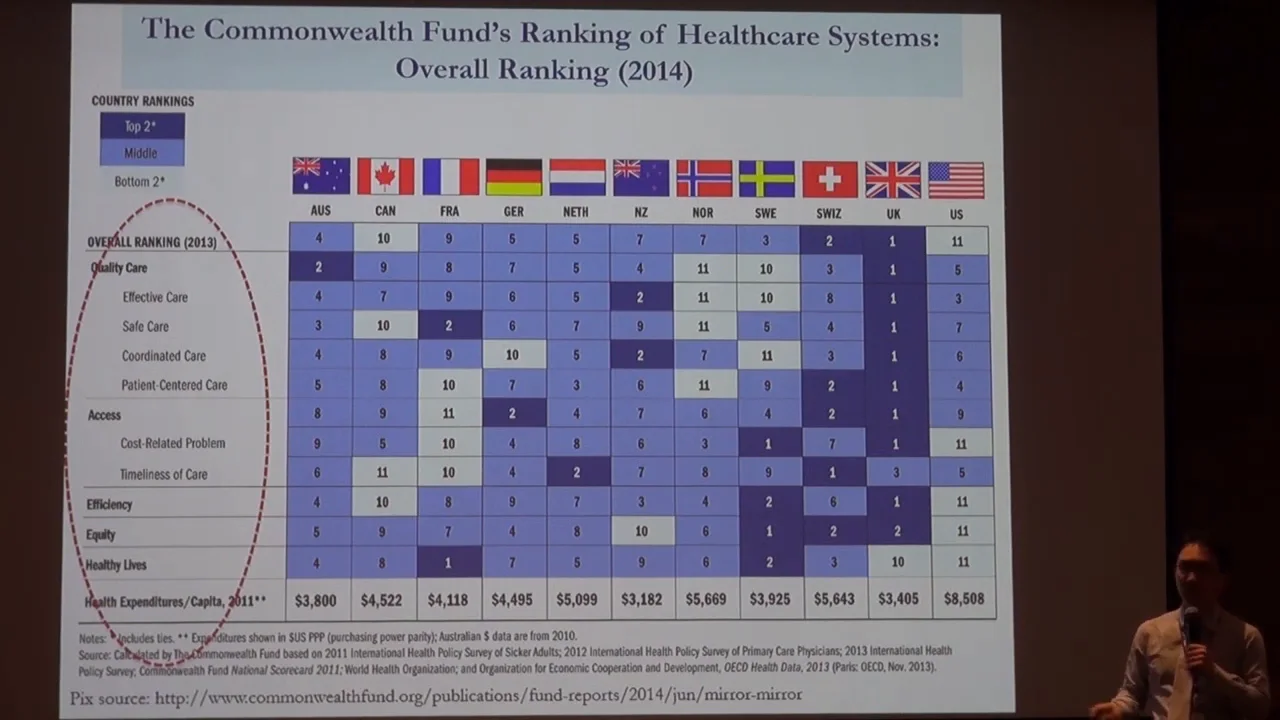 The Commonwealth Fund's Ranking of Healthcare Systems:
Overall Ranking (2014)
COUNTRY RANKINGS
Top 2*
Middle
Bottom 2*
AUS CAN FRA GER NETH NZ NOR SWE SWIZ UK US
OVERALL RANKING (2013) 4 10 9 5 5 7 7 3 2 1 11
Quality Care 2 9 8 7 5 4 11 10 3 1 5
Effective Care 4 7 9 6 5 2 11 10 8 1 3
Safe Care 3 10 2 6 7 9 11 5 4 1 7
Coordinated Care 4 8 9 10 5 2 7 11 3 1 6
Patient-Centered Care 5 8 10 7 3 6 11 9 2 1 4
Access 8 9 11 2 4 7 6 4 2 1 9
Cost-Related Problem 9 5 10 4 8 6 3 1 7 1 11
Timeliness of Care 6 11 10 4 2 7 8 9 1 3 5
Efficiency 4 10 8 9 7 3 4 2 6 1 11
Equity 5 9 7 4 8 10 6 1 2 2 11
Healthy Lives 4 8 1 7 5 9 6 2 3 10 11
Health Expenditures/Capita, 2011** $3,800 $4,522 $4,118 $4,495 $5,099 $3,182 $5,669 $3,925 $5,643 $3,405 $8,508
Notes: * Includes ties. ** Expenditures shown in $US PPP (purchasing power parity); Australian $ data are from 2010.
Source: Calculated by The Commonwealth Fund based on 2011 International Health Policy Survey of Sicker Adults; 2012 International Health Policy Survey of Primary Care Physicians; 2013 International Health
Policy Survey; Commonwealth Fund National Scorecard 2011; World Health Organization; and Organization for Economic Cooperation and Development, OECD Health Data, 2013 (Paris: OECD, Nov. 2013).
Pix source: http://www.commonwealthfund.org/publications/fund-reports/2014/jun/mirror-mirror